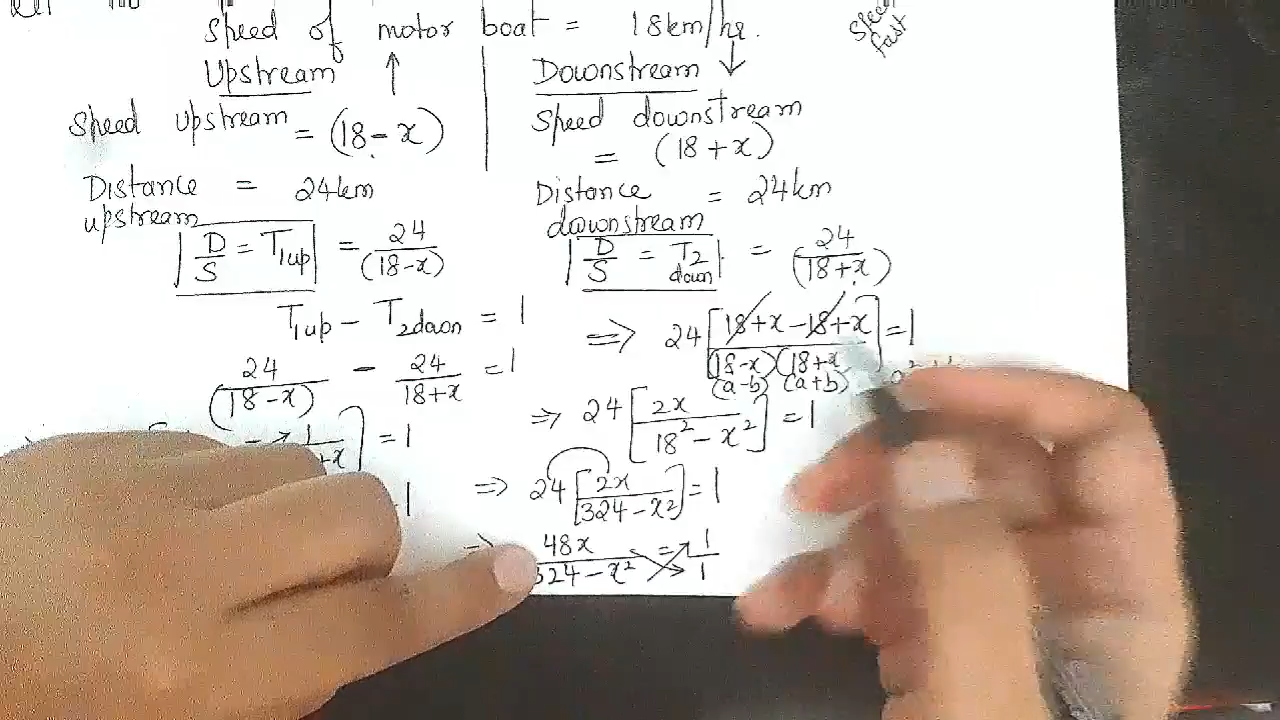 Speed of motor boat = 18km/hr.
Speed fast
Upstream ↑
Speed upstream = (18-x)
Distance upstream = 24km
D/S = T1up = 24/(18-x)
Downstream ↓
Speed downstream = (18+x)
Distance downstream = 24km
D/S = T2 down = 24/(18+x)
T1up - T2down = 1
24/(18-x) - 24/18+x = 1
= 1
1
⇒ 24[18+x-18+x/(18-x)(18+x] = 1
(a-b) (a+b)
⇒ 24[2x/18²-x²] = 1
⇒ 24[2x/324-x²] = 1
48x/324-x² = 1/1